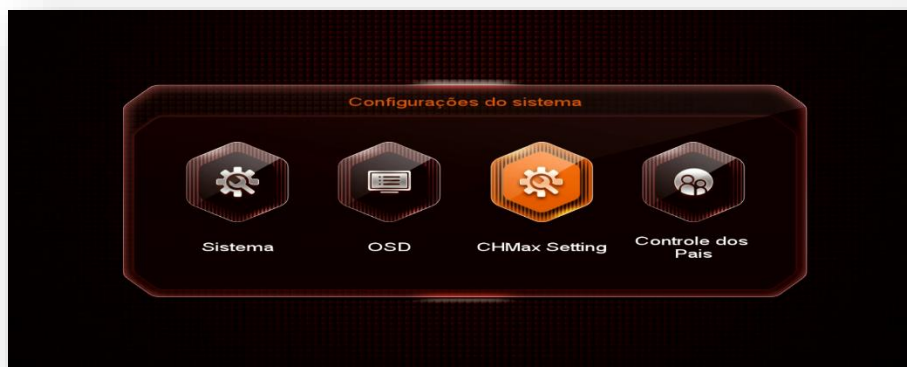 Configurações do sistema
Sistema
OSD
CHMax Setting
Controle dos
Pais